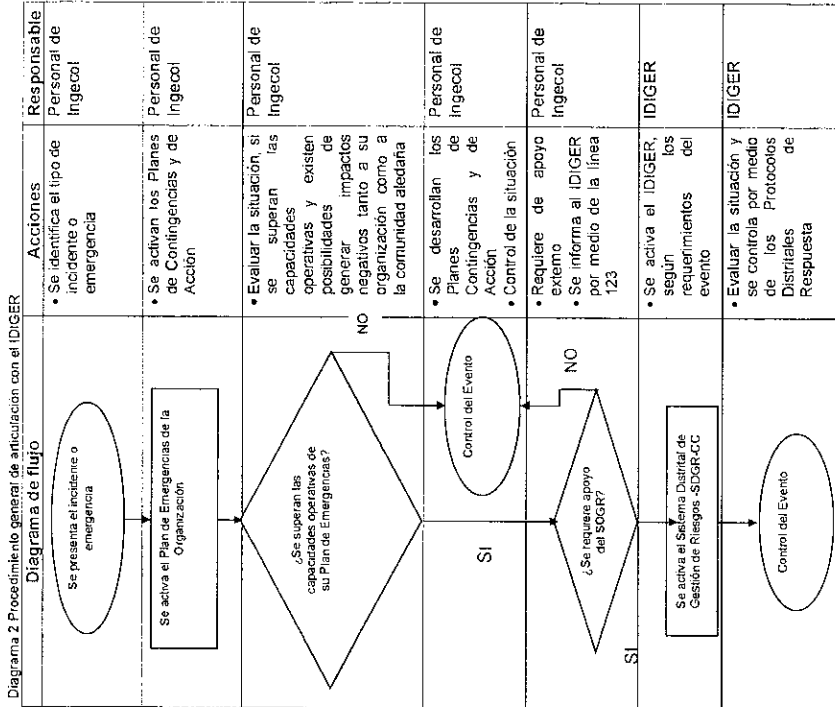 Diagrama 2 Procedimiento general de articulación con el IDIGER
Diagrama de flujo
Acciones
Responsable
Se presenta el incidente o
emergencia
• Se identifica el tipo de
incidente o
emergencia
Personal de
Ingecol
Se activa el Plan de Emergencias de la
Organización
• Se activan los Planes
de Contingencias y de
Acción
Personal de
Ingecol
¿Se superan las
capacidades operativas de
su Plan de Emergencias?
NO
• Evaluar la situación, si
se superan las
capacidades
operativas y existen
posibilidades de
generar impactos
negativos tanto a su
organización como a
la comunidad aledaña
Personal de
Ingecol
SI
Control del Evento
• Se desarrollan los
Planes de
Contingencias y de
Acción
• Control de la situación
Personal de
Ingecol
¿Se requiere apoyo
del SDGR?
NO
SI
• Requiere de apoyo
externo
• Se informa al IDIGER
por medio de la línea
123
Personal de
Ingecol
Se activa el Sistema Distrital de
Gestión de Riesgos -SDGR-CC
• Se activa el IDIGER,
según los
requerimientos del
evento
IDIGER
Control del Evento
• Evaluar la situación y
se controla por medio
de los Protocolos
Distritales de
Respuesta
IDIGER